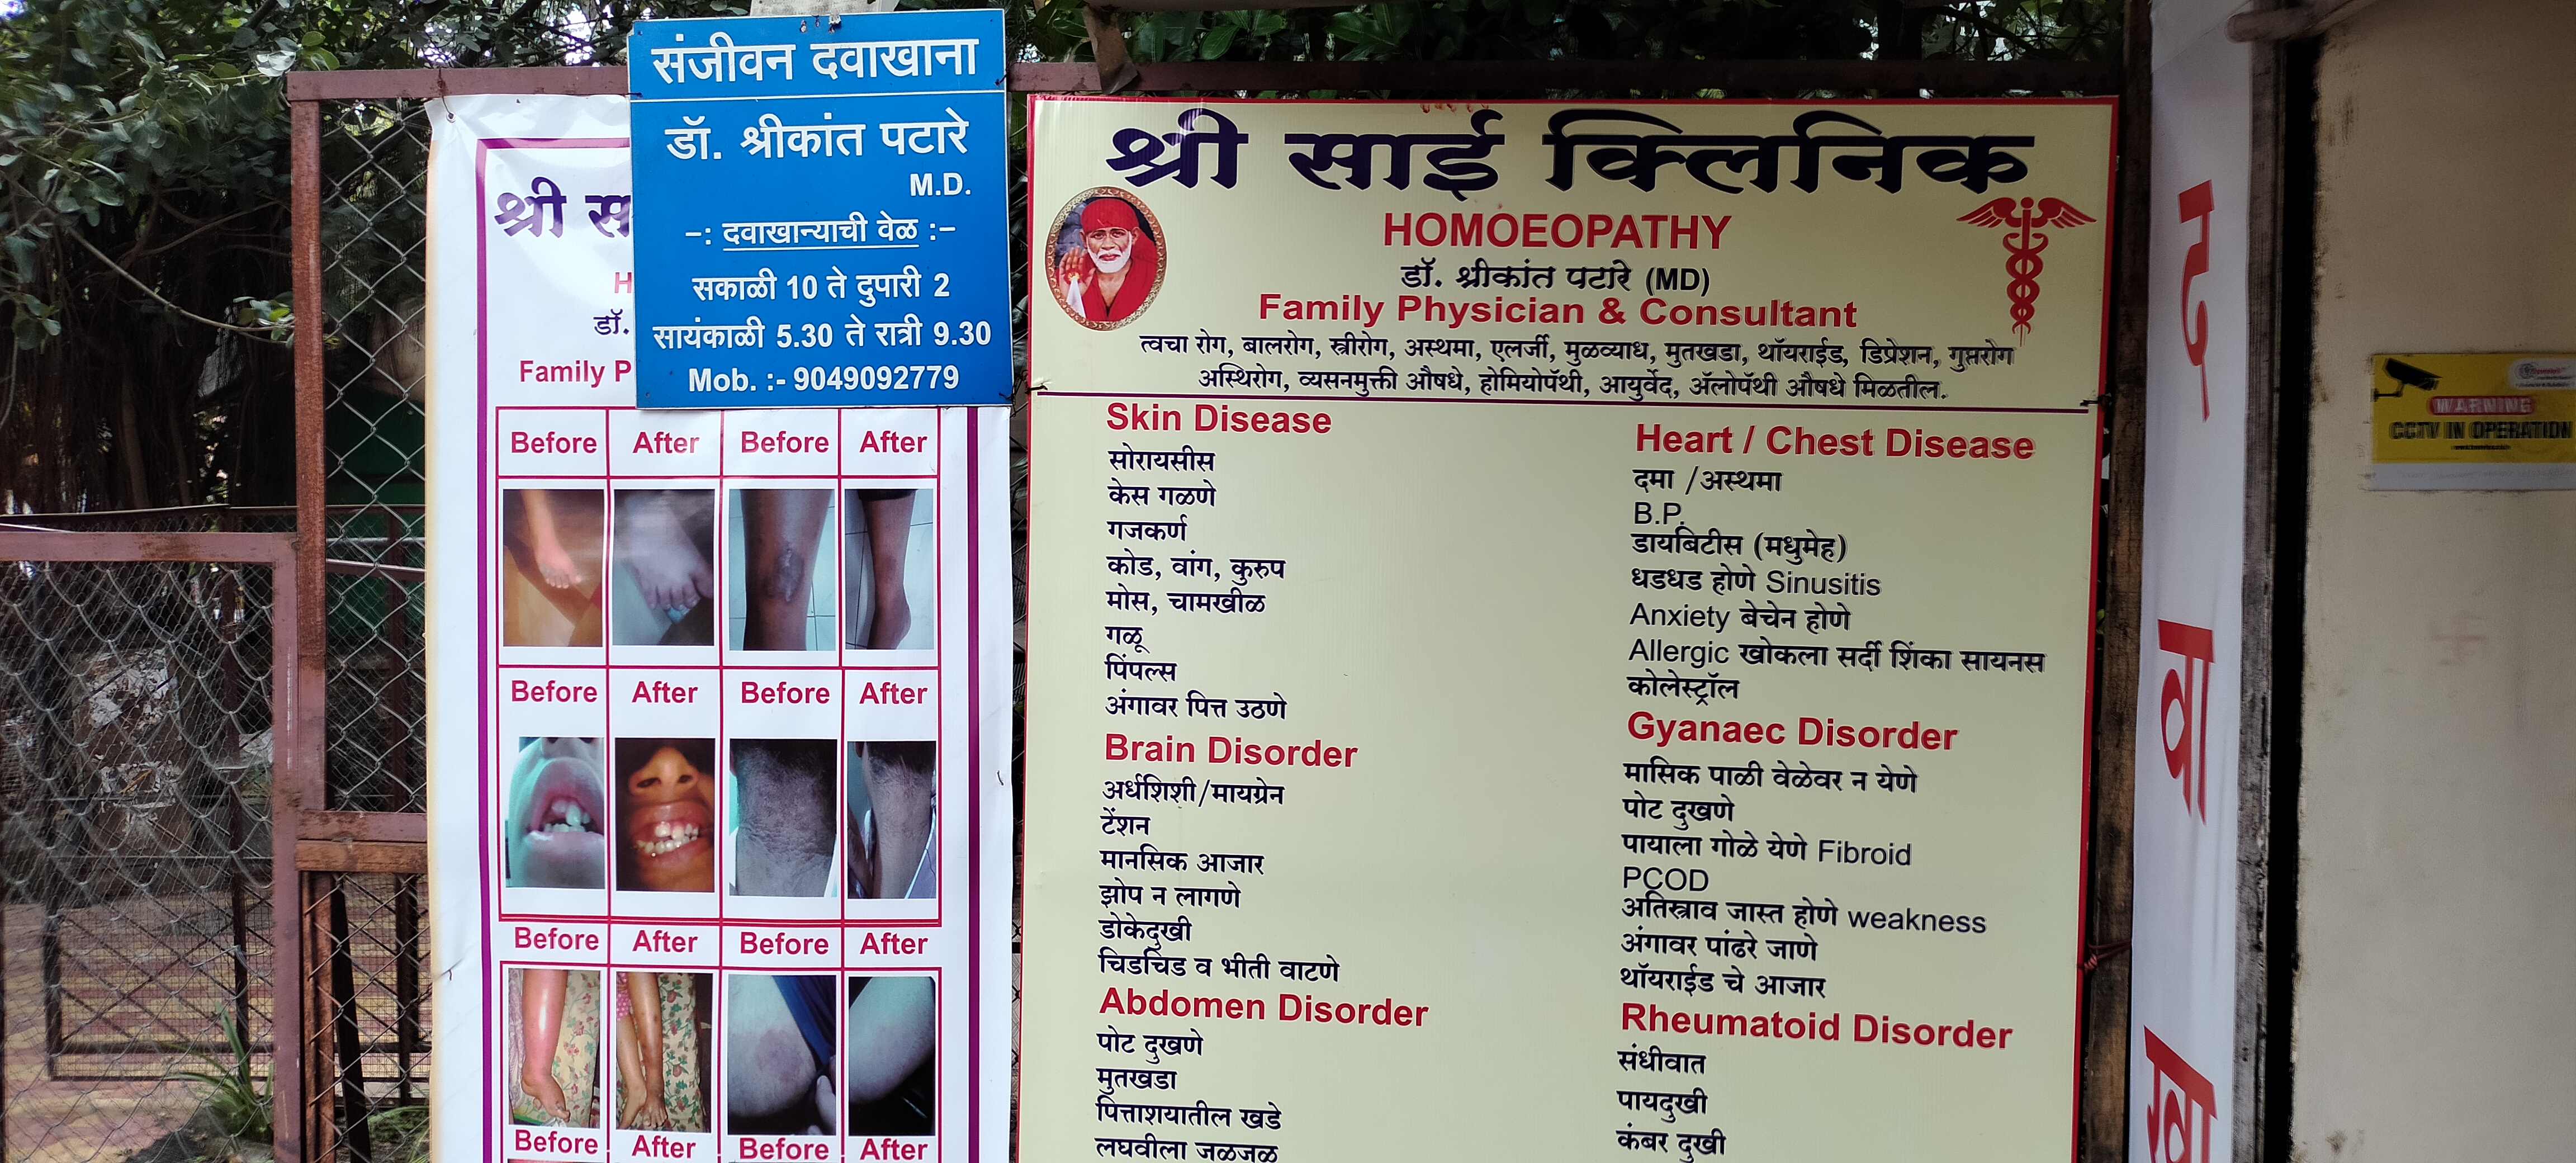 संजीवन दवाखाना
डॉ. श्रीकांत पटारे
M.D.
–: दवाखान्याची वेळ :–
सकाळी 10 ते दुपारी 2
सायंकाळी 5.30 ते रात्री 9.30
Mob. :- 9049092779
श्री
डॉ.
Family
Before After Before After
Before After Before After
Before After Before After
Before After Before After
श्री साई क्लिनिक
HOMOEOPATHY
डॉ. श्रीकांत पटारे (MD)
Family Physician & Consultant
त्वचा रोग, बालरोग, स्त्रीरोग, अस्थमा, एलर्जी, मुळव्याध, मुतखडा, थॉयराईड, डिप्रेशन, गुप्तरोग
अस्थिरोग, व्यसनमुक्ती औषधे, होमियोपॅथी, आयुर्वेद, ॲलोपॅथी औषधे मिळतील.
Skin Disease
सोरायसीस
केस गळणे
गजकर्ण
कोड, वांग, कुरुप
मोस, चामखीळ
गळू
पिंपल्स
अंगावर पित्त उठणे
Brain Disorder
अर्धशिशी/मायग्रेन
टेंशन
मानसिक आजार
झोप न लागणे
डोकेदुखी
चिडचिड व भीती वाटणे
Abdomen Disorder
पोट दुखणे
मुतखडा
पित्ताशयातील खडे
लघवीला जळजळ
Heart / Chest Disease
दमा /अस्थमा
B.P.
डायबिटीस (मधुमेह)
धडधड होणे Sinusitis
Anxiety बेचेन होणे
Allergic खोकला सर्दी शिंका सायनस
कोलेस्ट्रॉल
Gyanaec Disorder
मासिक पाळी वेळेवर न येणे
पोट दुखणे
पायाला गोळे येणे Fibroid
PCOD
अतिस्त्राव जास्त होणे weakness
अंगावर पांढरे जाणे
थॉयराईड चे आजार
Rheumatoid Disorder
संधीवात
पायदुखी
कंबर दुखी
द
वा
खा
WARNING
CCTV IN OPERATION